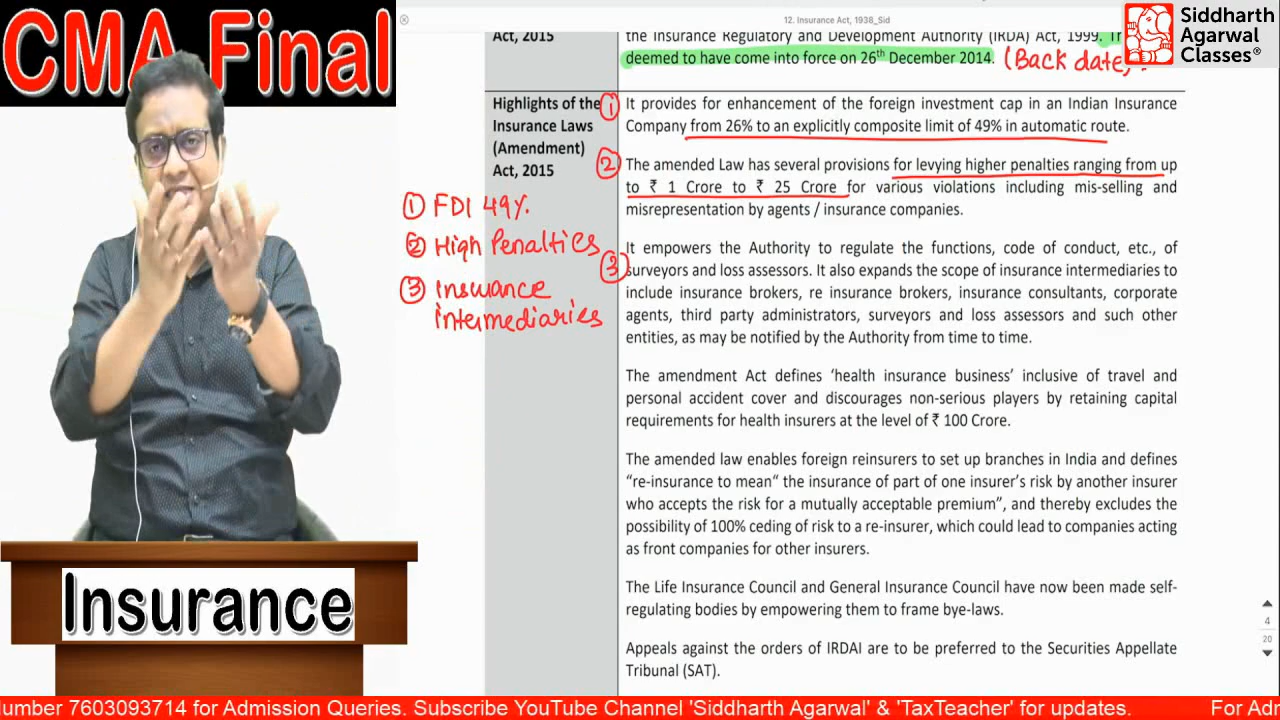 CMA Final
12. Insurance Act, 1938_Sid
Siddharth
Agarwal
Classes®
Act, 2015
the Insurance Regulatory and Development Authority (IRDA) Act, 1999.
deemed to have come into force on 26th December 2014. (Back date,
Highlights of the
Insurance Laws
(Amendment)
Act, 2015
① FDI 49%.
② High Penalties
③ Insurance
Intermediaries
① It provides for enhancement of the foreign investment cap in an Indian Insurance
Company from 26% to an explicitly composite limit of 49% in automatic route.
② The amended Law has several provisions for levying higher penalties ranging from up
to ₹ 1 Crore to ₹ 25 Crore for various violations including mis-selling and
misrepresentation by agents / insurance companies.
It empowers the Authority to regulate the functions, code of conduct, etc., of
③ surveyors and loss assessors. It also expands the scope of insurance intermediaries to
include insurance brokers, re insurance brokers, insurance consultants, corporate
agents, third party administrators, surveyors and loss assessors and such other
entities, as may be notified by the Authority from time to time.
The amendment Act defines ‘health insurance business’ inclusive of travel and
personal accident cover and discourages non-serious players by retaining capital
requirements for health insurers at the level of ₹ 100 Crore.
The amended law enables foreign reinsurers to set up branches in India and defines
“re-insurance to mean“ the insurance of part of one insurer’s risk by another insurer
who accepts the risk for a mutually acceptable premium”, and thereby excludes the
possibility of 100% ceding of risk to a re-insurer, which could lead to companies acting
as front companies for other insurers.
The Life Insurance Council and General Insurance Council have now been made self-
regulating bodies by empowering them to frame bye-laws.
Appeals against the orders of IRDAI are to be preferred to the Securities Appellate
Tribunal (SAT).
4
20
Insurance
umber 7603093714 for Admission Queries. Subscribe YouTube Channel 'Siddharth Agarwal' & 'TaxTeacher' for updates. For Ad